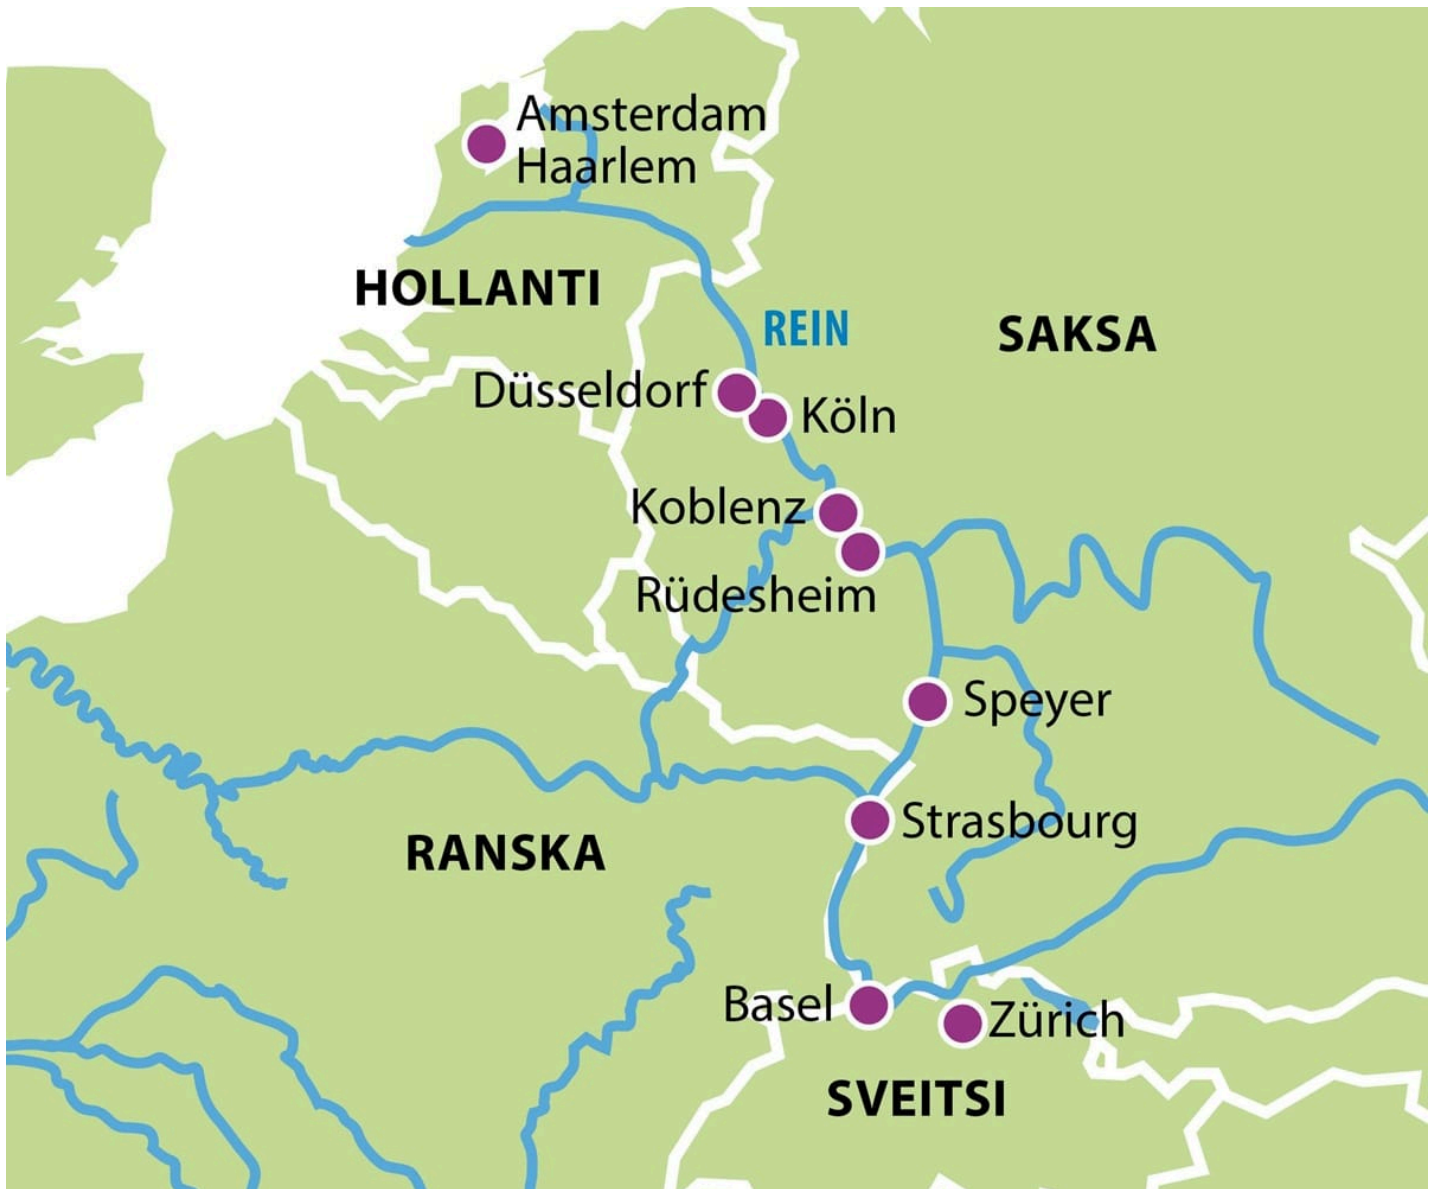 Amsterdam
Haarlem
HOLLANTI
REIN
SAKSA
Düsseldorf
Köln
Koblenz
Rüdesheim
Speyer
Strasbourg
RANSKA
Basel
Zürich
SVEITSI